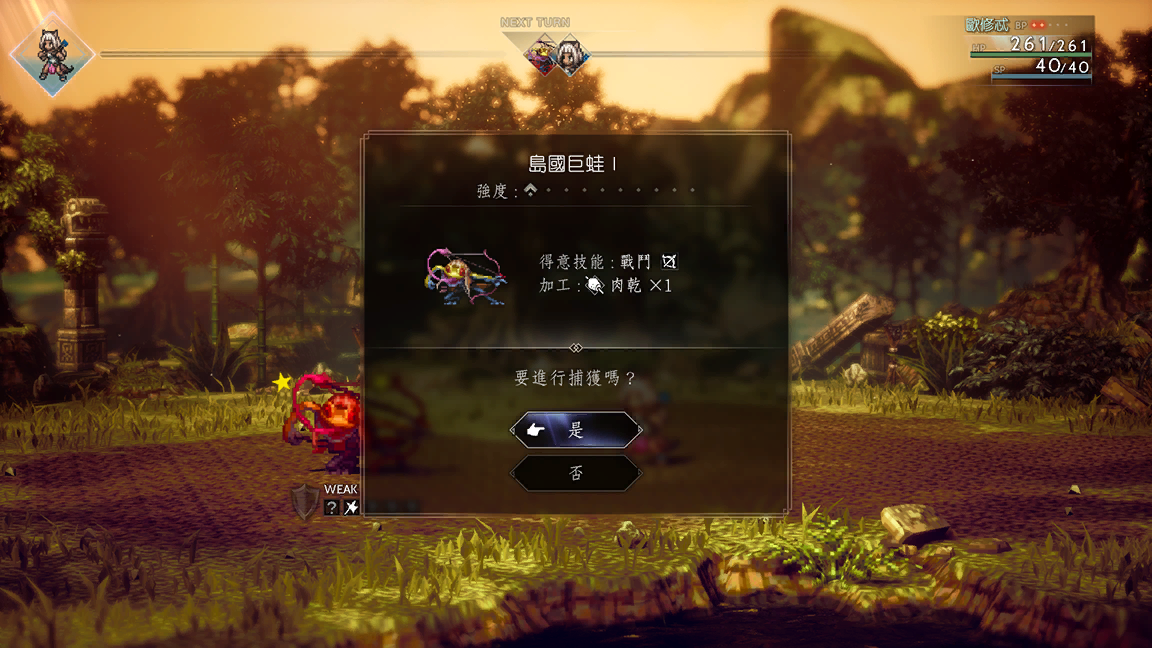 NEXT TURN
歐修忒 BP
HP 261/261
SP 40/40
島國巨蛙 I
強度：
得意技能：戰鬥
加工：肉乾 ×1
要進行捕獲嗎？
是
否
WEAK
?